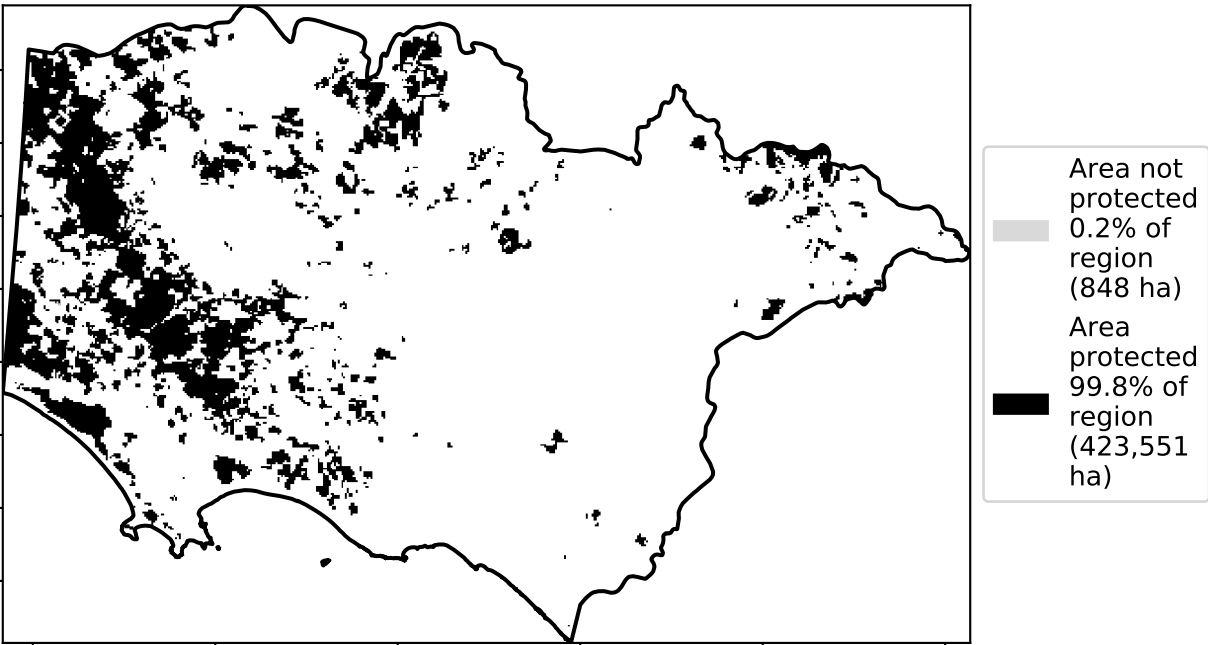 Area not
protected
0.2% of
region
(848 ha)
Area
protected
99.8% of
region
(423,551
ha)